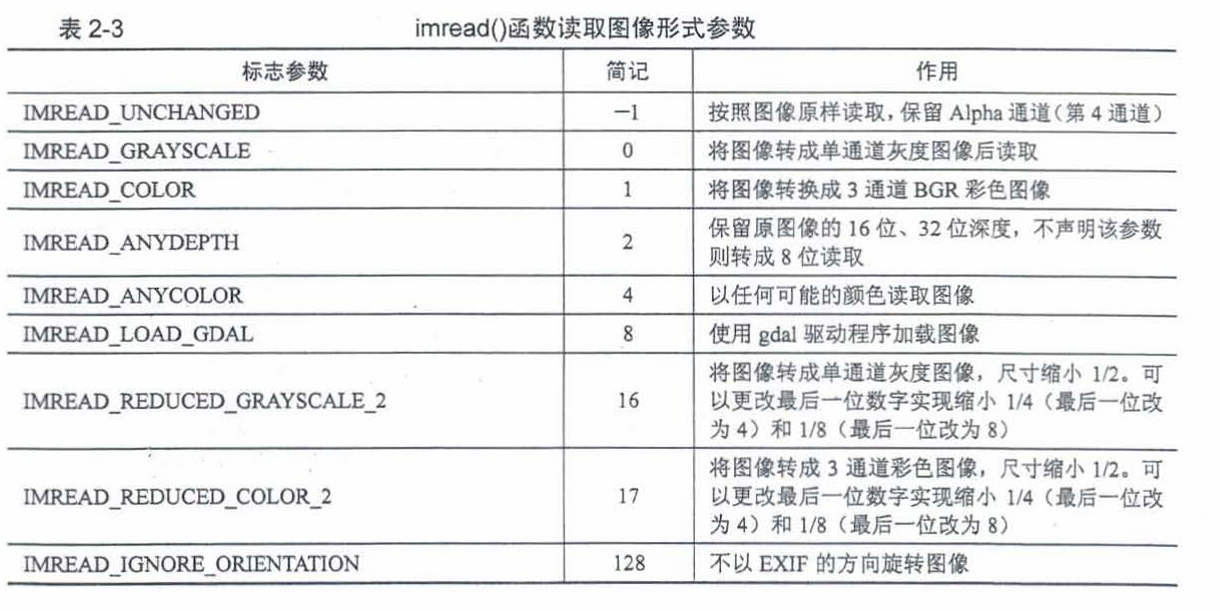 表 2-3 imread()函数读取图像形式参数
标志参数 简记 作用
IMREAD_UNCHANGED —1 按照图像原样读取，保留 Alpha 通道（第 4 通道）
IMREAD_GRAYSCALE 0 将图像转成单通道灰度图像后读取
IMREAD_COLOR 1 将图像转换成 3 通道 BGR 彩色图像
IMREAD_ANYDEPTH 2 保留原图像的 16 位、32 位深度，不声明该参数
则转成 8 位读取
IMREAD_ANYCOLOR 4 以任何可能的颜色读取图像
IMREAD_LOAD_GDAL 8 使用 gdal 驱动程序加载图像
IMREAD_REDUCED_GRAYSCALE_2 16 将图像转成单通道灰度图像，尺寸缩小 1/2。可
以更改最后一位数字实现缩小 1/4（最后一位改
为 4）和 1/8（最后一位改为 8）
IMREAD_REDUCED_COLOR_2 17 将图像转成 3 通道彩色图像，尺寸缩小 1/2。可
以更改最后一位数字实现缩小 1/4（最后一位改
为 4）和 1/8（最后一位改为 8）
IMREAD_IGNORE_ORIENTATION 128 不以 EXIF 的方向旋转图像